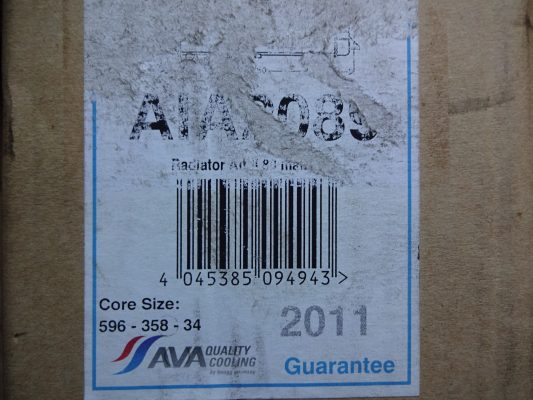 Radiator
4 045385 094943 >
Core Size:
596 - 358 - 34
2011
AVA QUALITY
COOLING
Guarantee